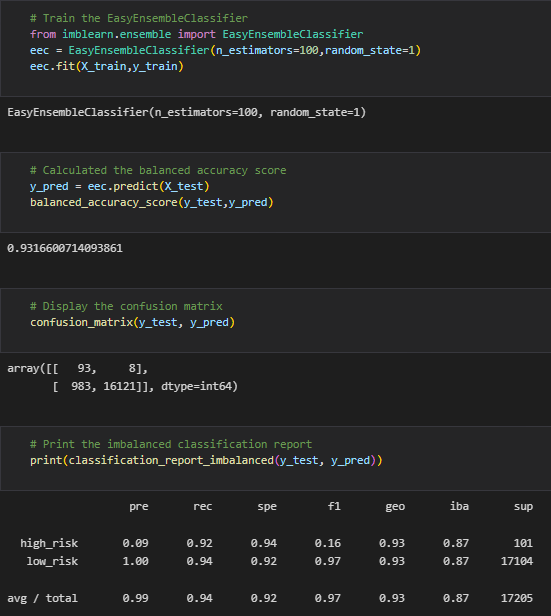 # Train the EasyEnsembleClassifier
from imblearn.ensemble import EasyEnsembleClassifier
eec = EasyEnsembleClassifier(n_estimators=100,random_state=1)
eec.fit(X_train,y_train)
EasyEnsembleClassifier(n_estimators=100, random_state=1)
# Calculated the balanced accuracy score
y_pred = eec.predict(X_test)
balanced_accuracy_score(y_test,y_pred)
0.9316600714093861
# Display the confusion matrix
confusion_matrix(y_test, y_pred)
array([[   93,     8],
       [  983, 16121]], dtype=int64)
# Print the imbalanced classification report
print(classification_report_imbalanced(y_test, y_pred))
pre       rec       spe        f1       geo       iba       sup
high_risk       0.09      0.92      0.94      0.16      0.93      0.87       101
low_risk       1.00      0.94      0.92      0.97      0.93      0.87     17104
avg / total       0.99      0.94      0.92      0.97      0.93      0.87     17205